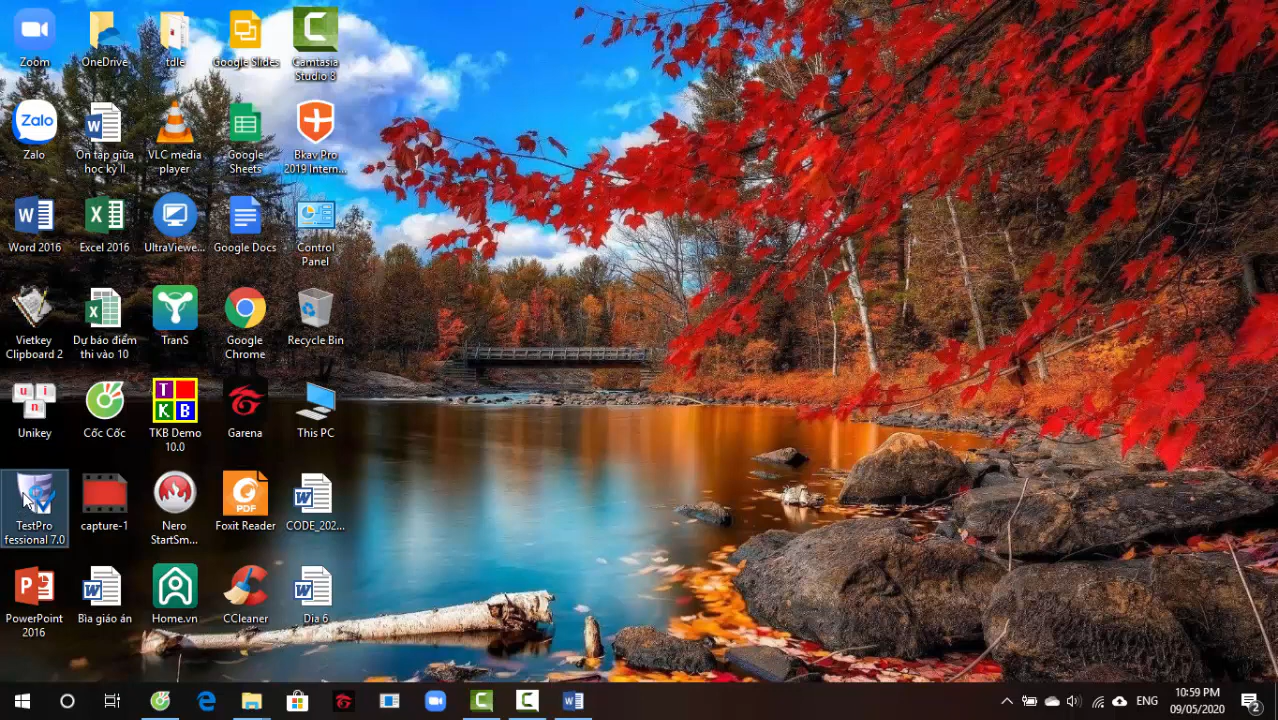 Zoom
OneDrive
tdle
Google Slides
Camtasia
Studio 8
Zalo
Zalo
Ôn tập giữa
học kỳ II
VLC media
player
Google
Sheets
Bkav Pro
2019 Intern...
Word 2016
Excel 2016
UltraViewe...
Google Docs
Control
Panel
Vietkey
Clipboard 2
Dự báo điểm
thi vào 10
TranS
Google
Chrome
Recycle Bin
u i
n
Unikey
Cốc Cốc
T
K B
TKB Demo
10.0
Garena
This PC
TestPro
fessional 7.0
capture-1
Nero
StartSm...
PDF
Foxit Reader
CODE_202...
PowerPoint
2016
Bìa giáo án
Home.vn
CCleaner
Dia 6
ENG
10:59 PM
09/05/2020
2